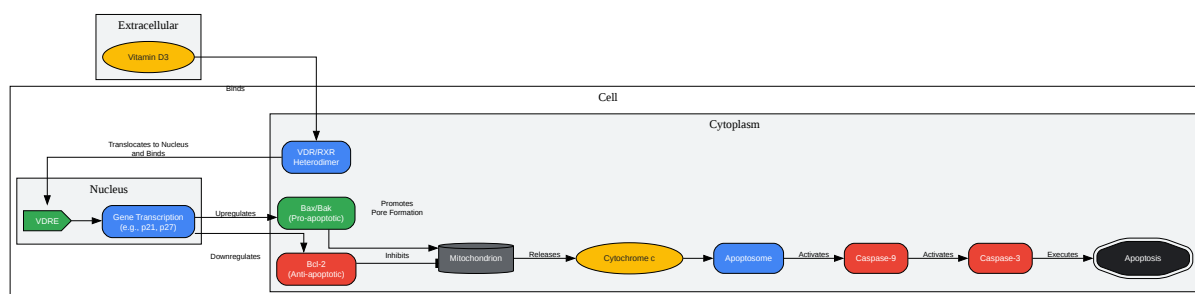 Extracellular
Vitamin D3
Binds
Cell
Cytoplasm
VDR/RXR
Heterodimer
Translocates to Nucleus
and Binds
Nucleus
VDRE
Gene Transcription
(e.g., p21, p27)
Upregulates
Bax/Bak
(Pro-apoptotic)
Promotes
Pore Formation
Downregulates
Bcl-2
(Anti-apoptotic)
Inhibits
Mitochondrion
Releases
Cytochrome c
Apoptosome
Activates
Caspase-9
Activates
Caspase-3
Executes
Apoptosis